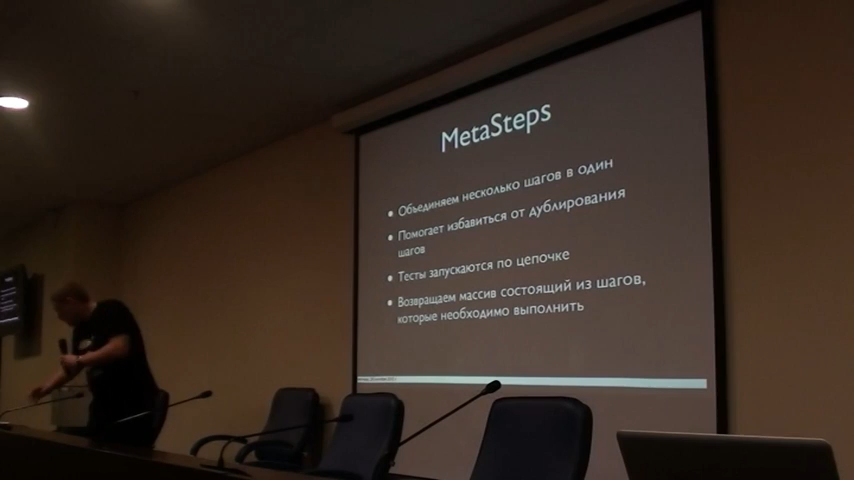 MetaSteps
• Объединяем несколько шагов в один
• Помогает избавиться от дублирования
шагов
• Тесты запускаются по цепочке
• Возвращаем массив состоящий из шагов,
которые необходимо выполнить